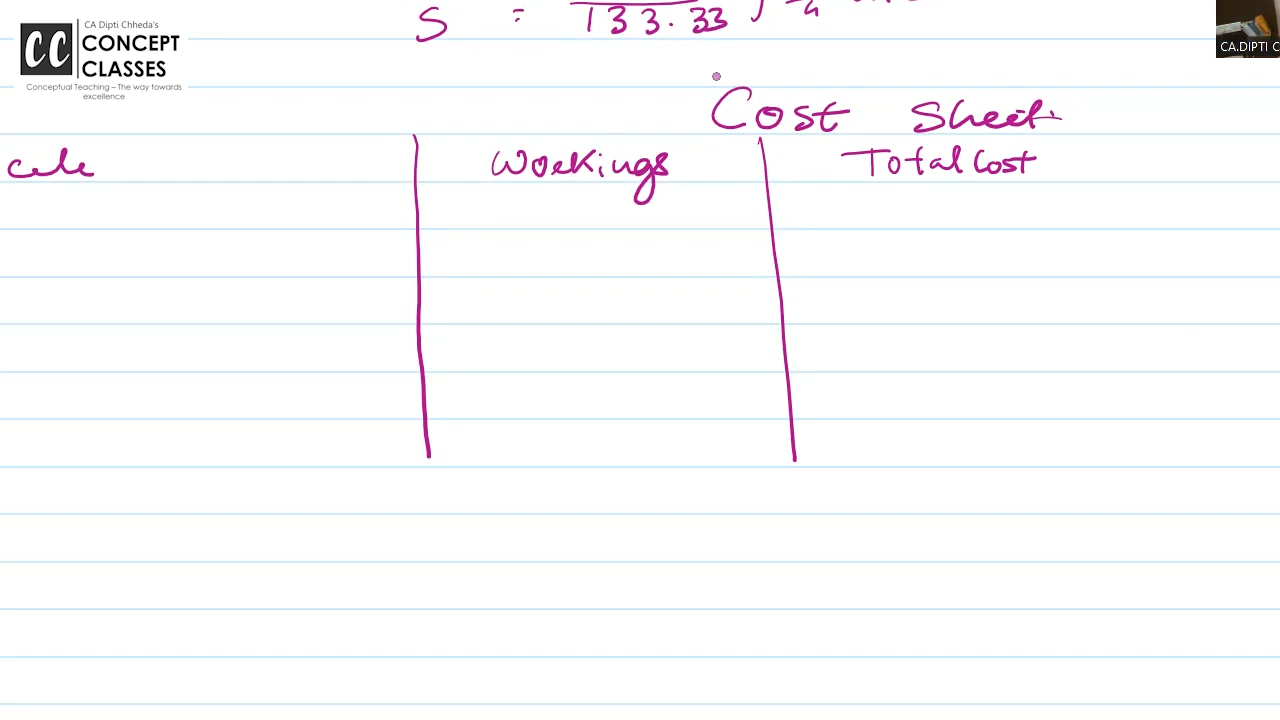 CA Dipti Chheda's
CC CONCEPT
CLASSES
Conceptual Teaching – The way towards
excellence
S = 133.33
CA.DIPTI C
Cost Sheet
Workings Total Cost